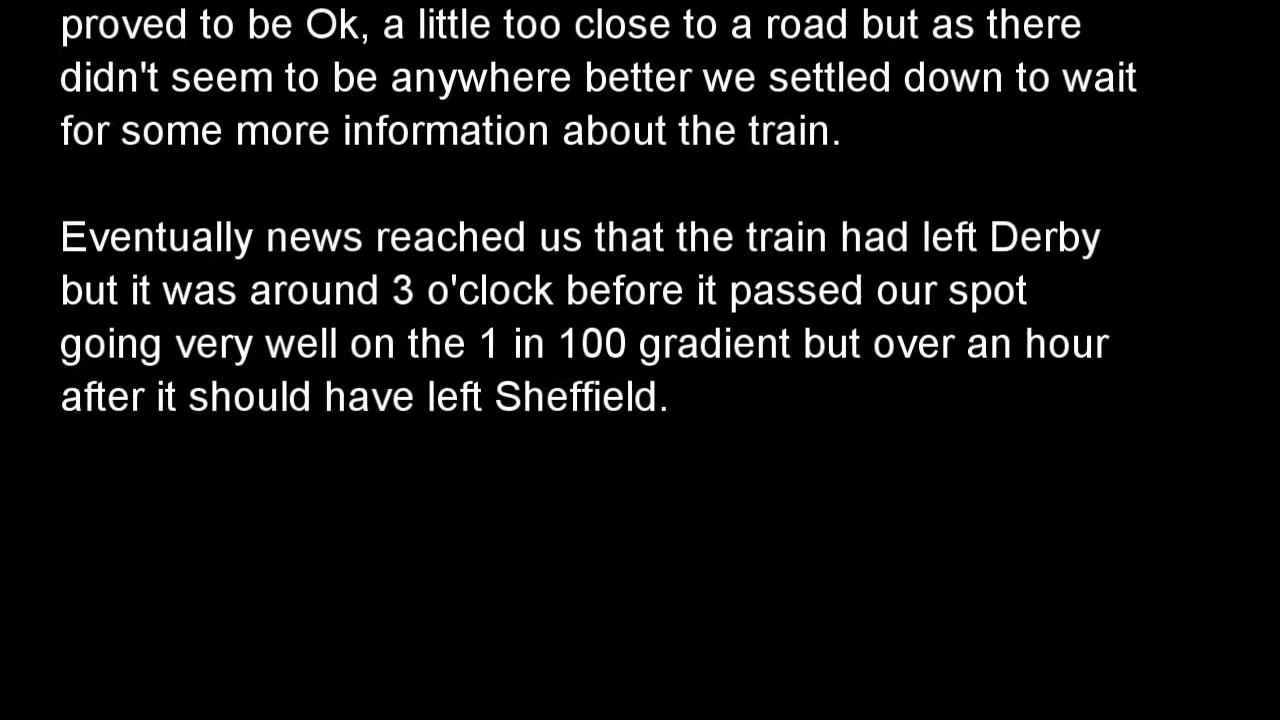 proved to be Ok, a little too close to a road but as there
didn't seem to be anywhere better we settled down to wait
for some more information about the train.
Eventually news reached us that the train had left Derby
but it was around 3 o'clock before it passed our spot
going very well on the 1 in 100 gradient but over an hour
after it should have left Sheffield.